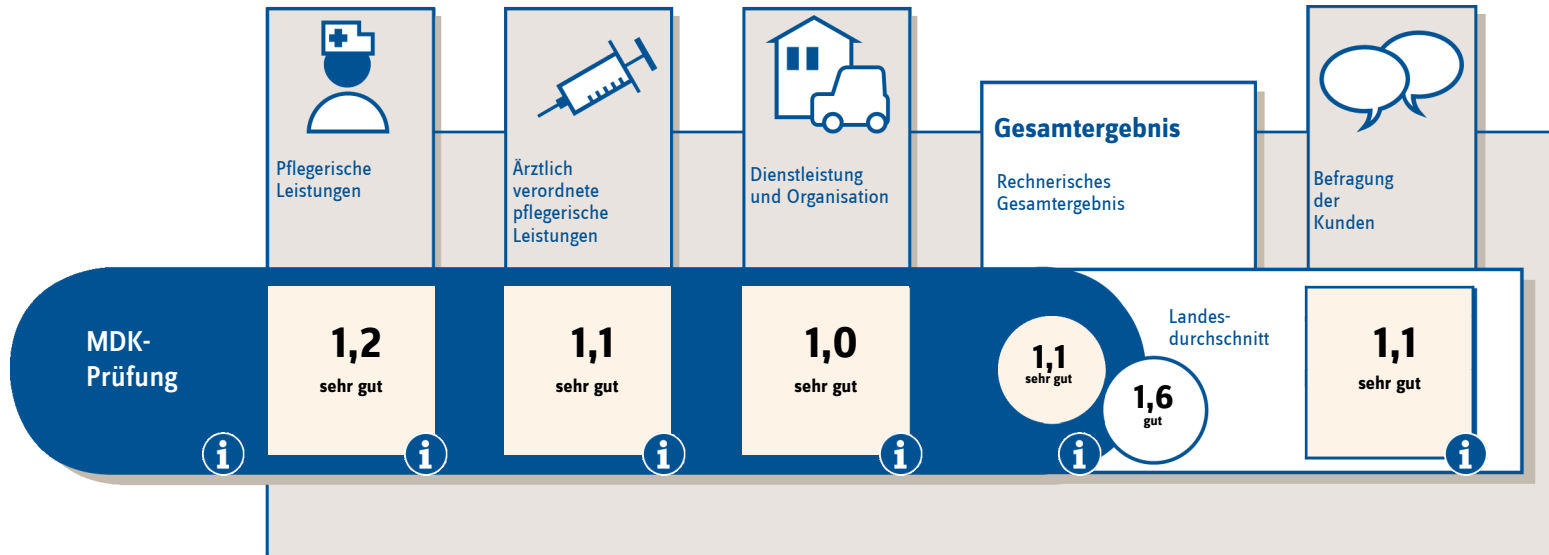 Pflegerische
Leistungen
Ärztlich
verordnete
pflegerische
Leistungen
Dienstleistung
und Organisation
Gesamtergebnis
Rechnerisches
Gesamtergebnis
Befragung
der
Kunden
MDK-
Prüfung
1,2
sehr gut
1,1
sehr gut
1,0
sehr gut
1,1
sehr gut
Landes-
durchschnitt
1,6
gut
1,1
sehr gut
i
i
i
i
i
i